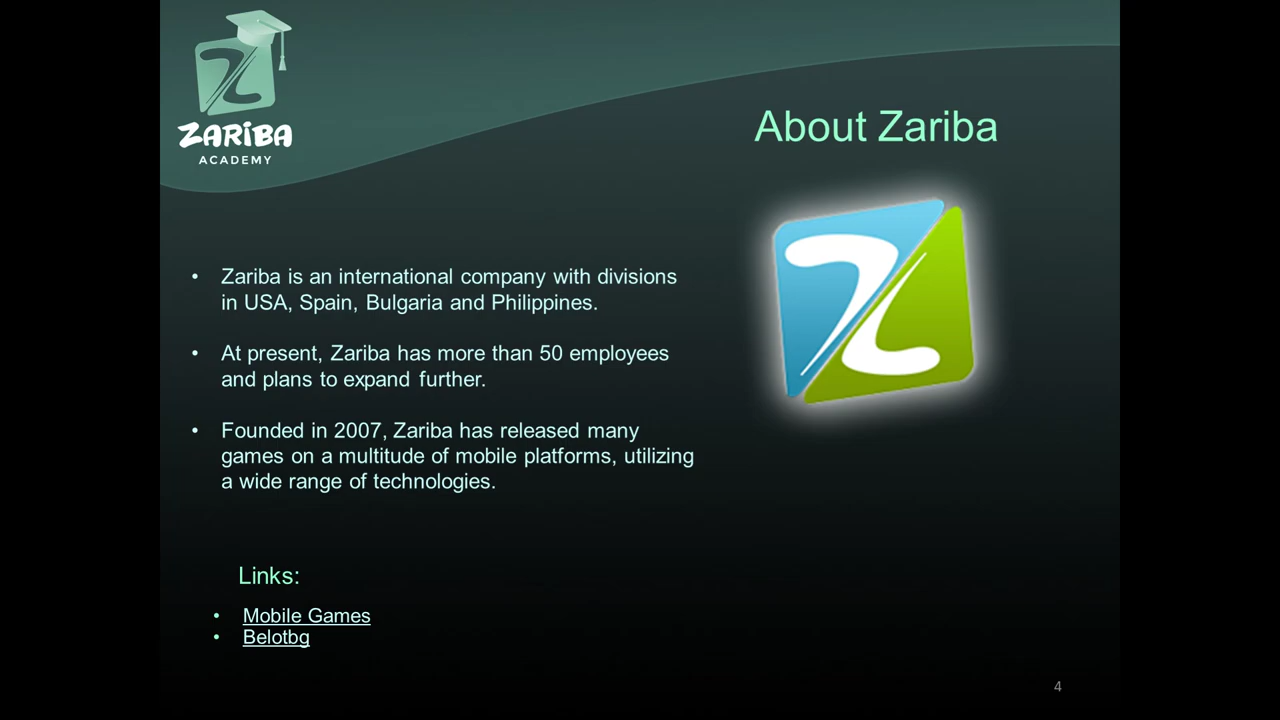 ZARIBA
ACADEMY
About Zariba
• Zariba is an international company with divisions
in USA, Spain, Bulgaria and Philippines.
• At present, Zariba has more than 50 employees
and plans to expand further.
• Founded in 2007, Zariba has released many
games on a multitude of mobile platforms, utilizing
a wide range of technologies.
Links:
• Mobile Games
• Belotbg
4